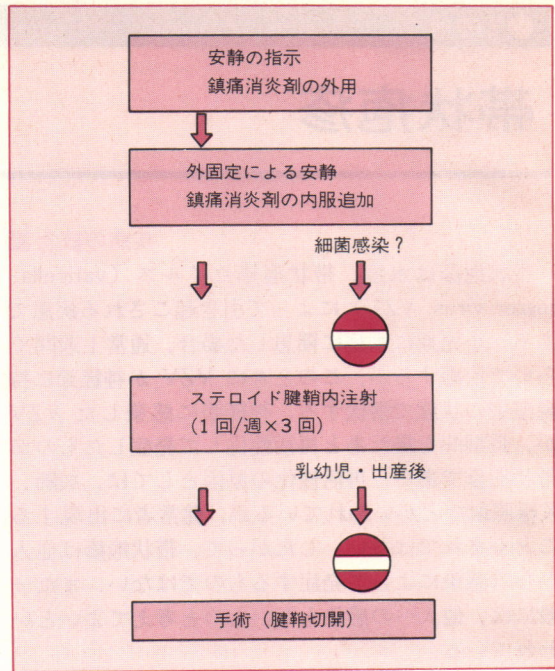 安静の指示
鎮痛消炎剤の外用
外固定による安静
鎮痛消炎剤の内服追加
細菌感染？
ステロイド腱鞘内注射
(1回/週×3回)
乳幼児・出産後
手術（腱鞘切開）